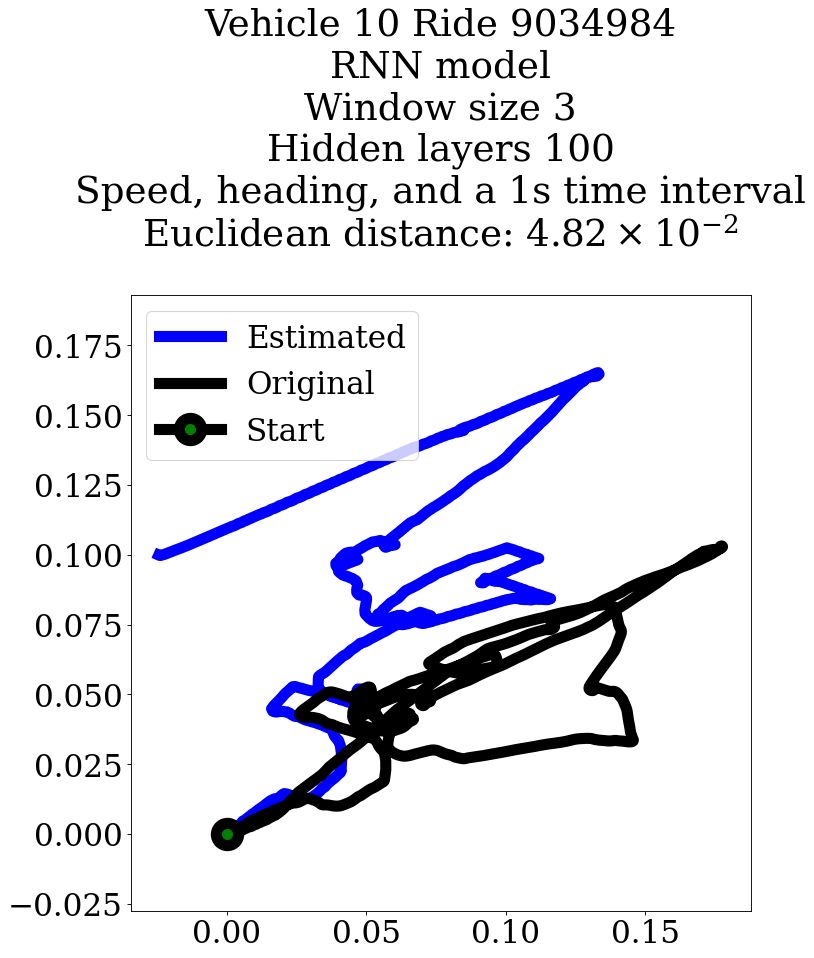 Vehicle 10 Ride 9034984
RNN model
Window size 3
Hidden layers 100
Speed, heading, and a 1s time interval
Euclidean distance: 4.82 × 10⁻²
Estimated
Original
Start
0.175
0.150
0.125
0.100
0.075
0.050
0.025
0.000
−0.025
0.00 0.05 0.10 0.15